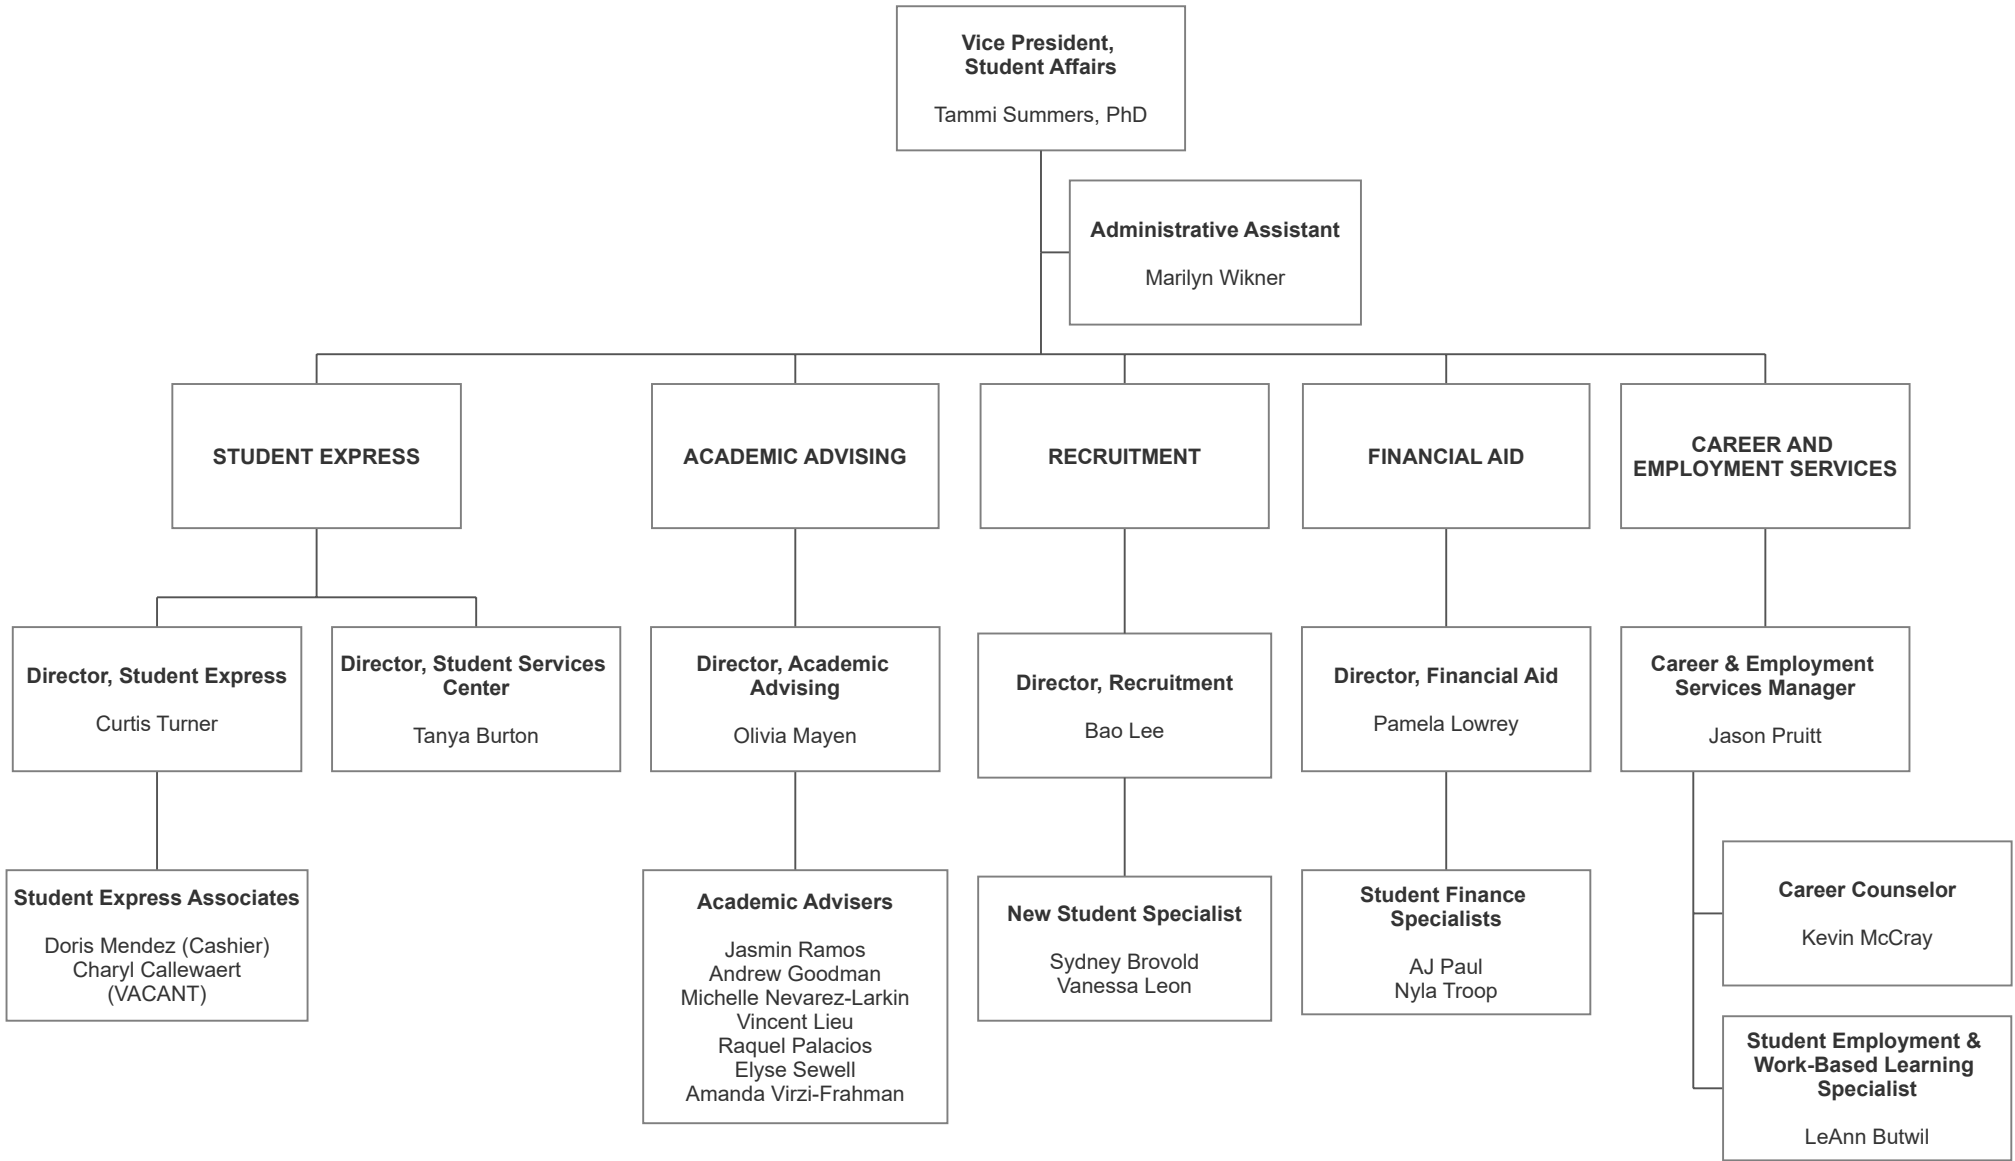 Vice President,
Student Affairs
Tammi Summers, PhD
Administrative Assistant
Marilyn Wikner
STUDENT EXPRESS
ACADEMIC ADVISING
RECRUITMENT
FINANCIAL AID
CAREER AND
EMPLOYMENT SERVICES
Director, Student Express
Curtis Turner
Director, Student Services
Center
Tanya Burton
Director, Academic
Advising
Olivia Mayen
Director, Recruitment
Bao Lee
Director, Financial Aid
Pamela Lowrey
Career & Employment
Services Manager
Jason Pruitt
Student Express Associates
Doris Mendez (Cashier)
Charyl Callewaert
(VACANT)
Academic Advisers
Jasmin Ramos
Andrew Goodman
Michelle Nevarez-Larkin
Vincent Lieu
Raquel Palacios
Elyse Sewell
Amanda Virzi-Frahman
New Student Specialist
Sydney Brovold
Vanessa Leon
Student Finance
Specialists
AJ Paul
Nyla Troop
Career Counselor
Kevin McCray
Student Employment &
Work-Based Learning
Specialist
LeAnn Butwil